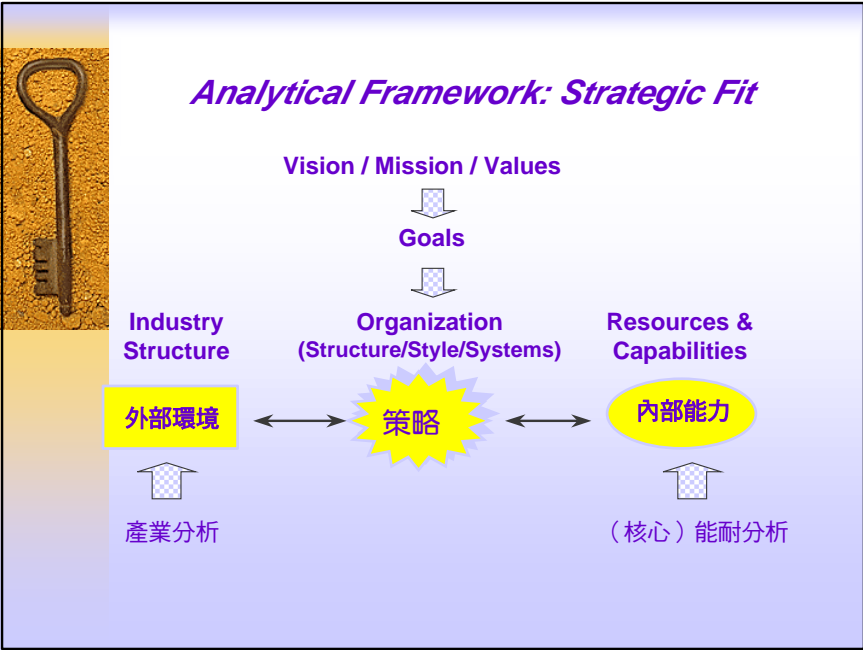 Analytical Framework: Strategic Fit
Vision / Mission / Values
Goals
Industry
Structure
Organization
(Structure/Style/Systems)
Resources &
Capabilities
外部環境
策略
內部能力
產業分析
（核心）能耐分析